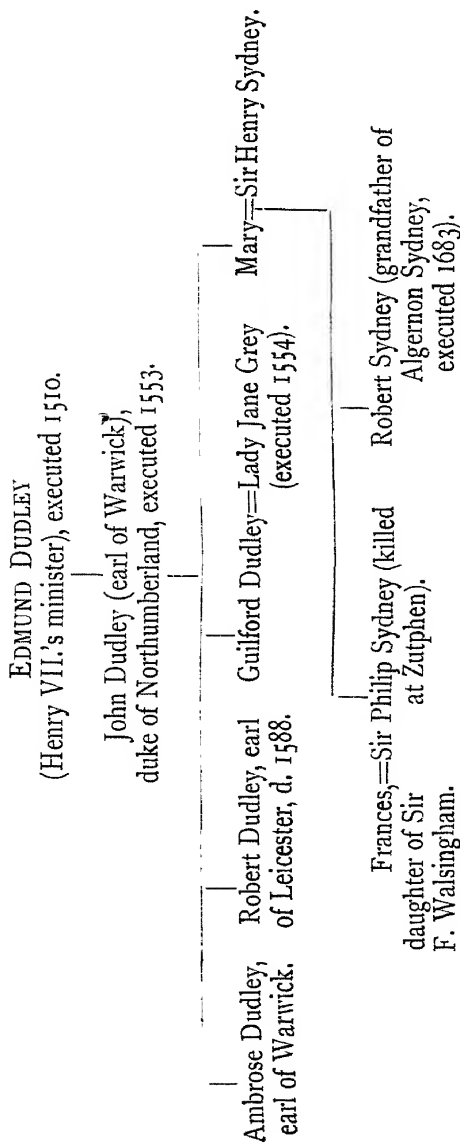 EDMUND DUDLEY
(Henry VII.'s minister), executed 1510.
John Dudley (earl of Warwick),
duke of Northumberland, executed 1553.
Ambrose Dudley,
earl of Warwick.
Robert Dudley, earl
of Leicester, d. 1588.
Guilford Dudley=Lady Jane Grey
(executed 1554).
Mary=Sir Henry Sydney.
Frances,=Sir Philip Sydney (killed
daughter of Sir
at Zutphen).
F. Walsingham.
Robert Sydney (grandfather of
Algernon Sydney,
executed 1683).